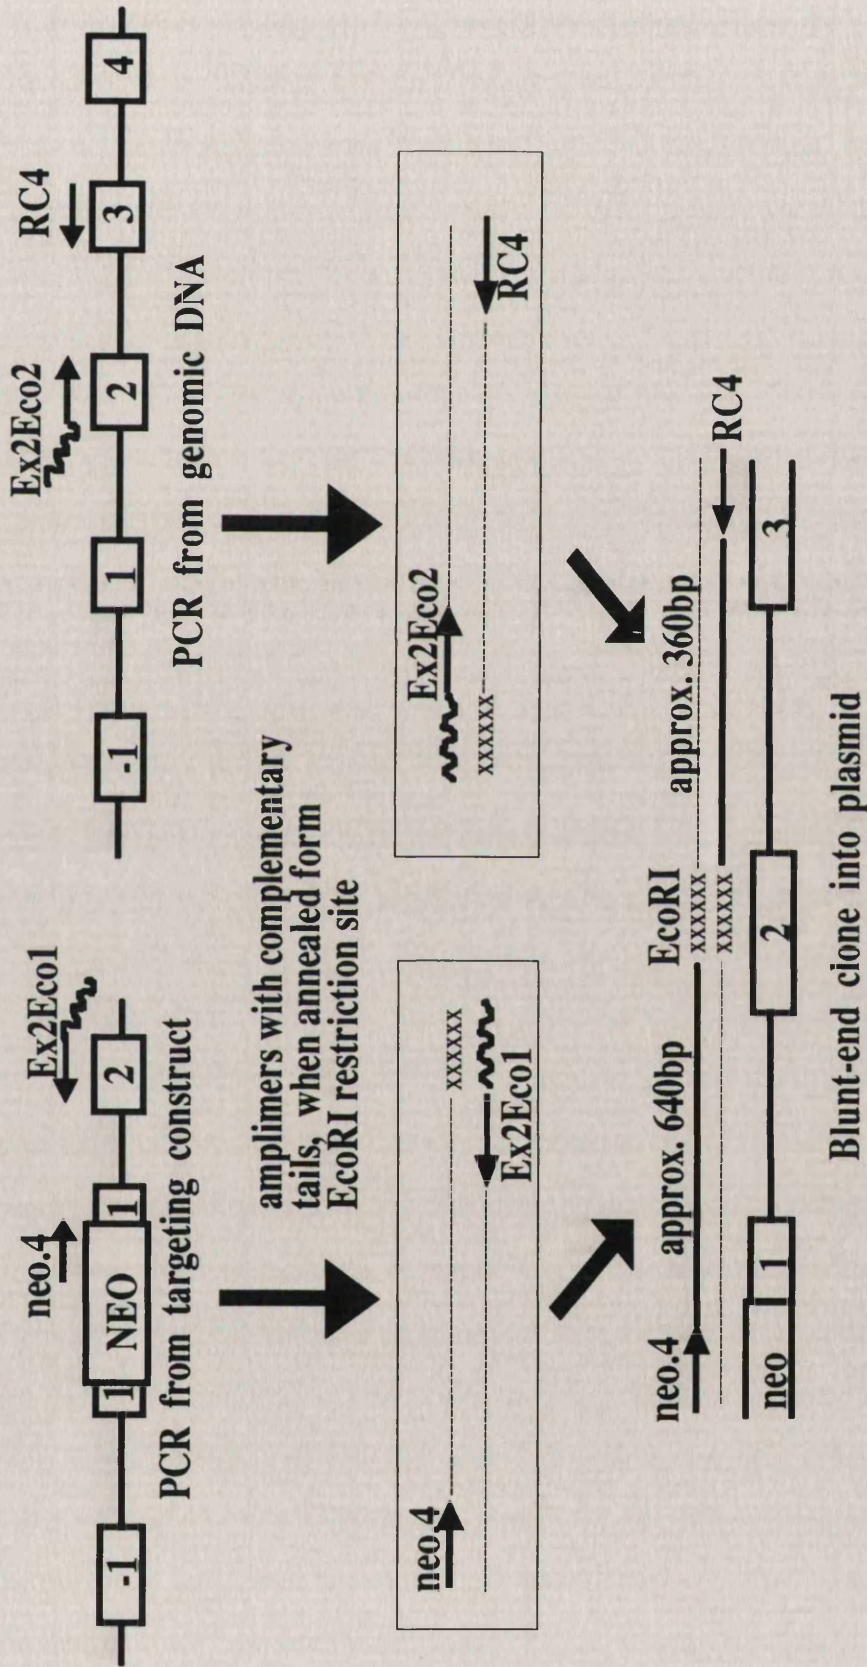 neo.4
Ex2Eco1
-1
1
NEO
1
2
PCR from targeting construct
Ex2Eco2
RC4
-1
1
2
3
4
PCR from genomic DNA
amplimers with complementary
tails, when annealed form
EcoRI restriction site
neo.4
xxxxxx
Ex2Eco1
Ex2Eco2
xxxxxx
RC4
neo.4
approx. 640bp
EcoRI
approx. 360bp
xxxxxx
xxxxxx
RC4
neo
1
2
3
Blunt-end clone into plasmid